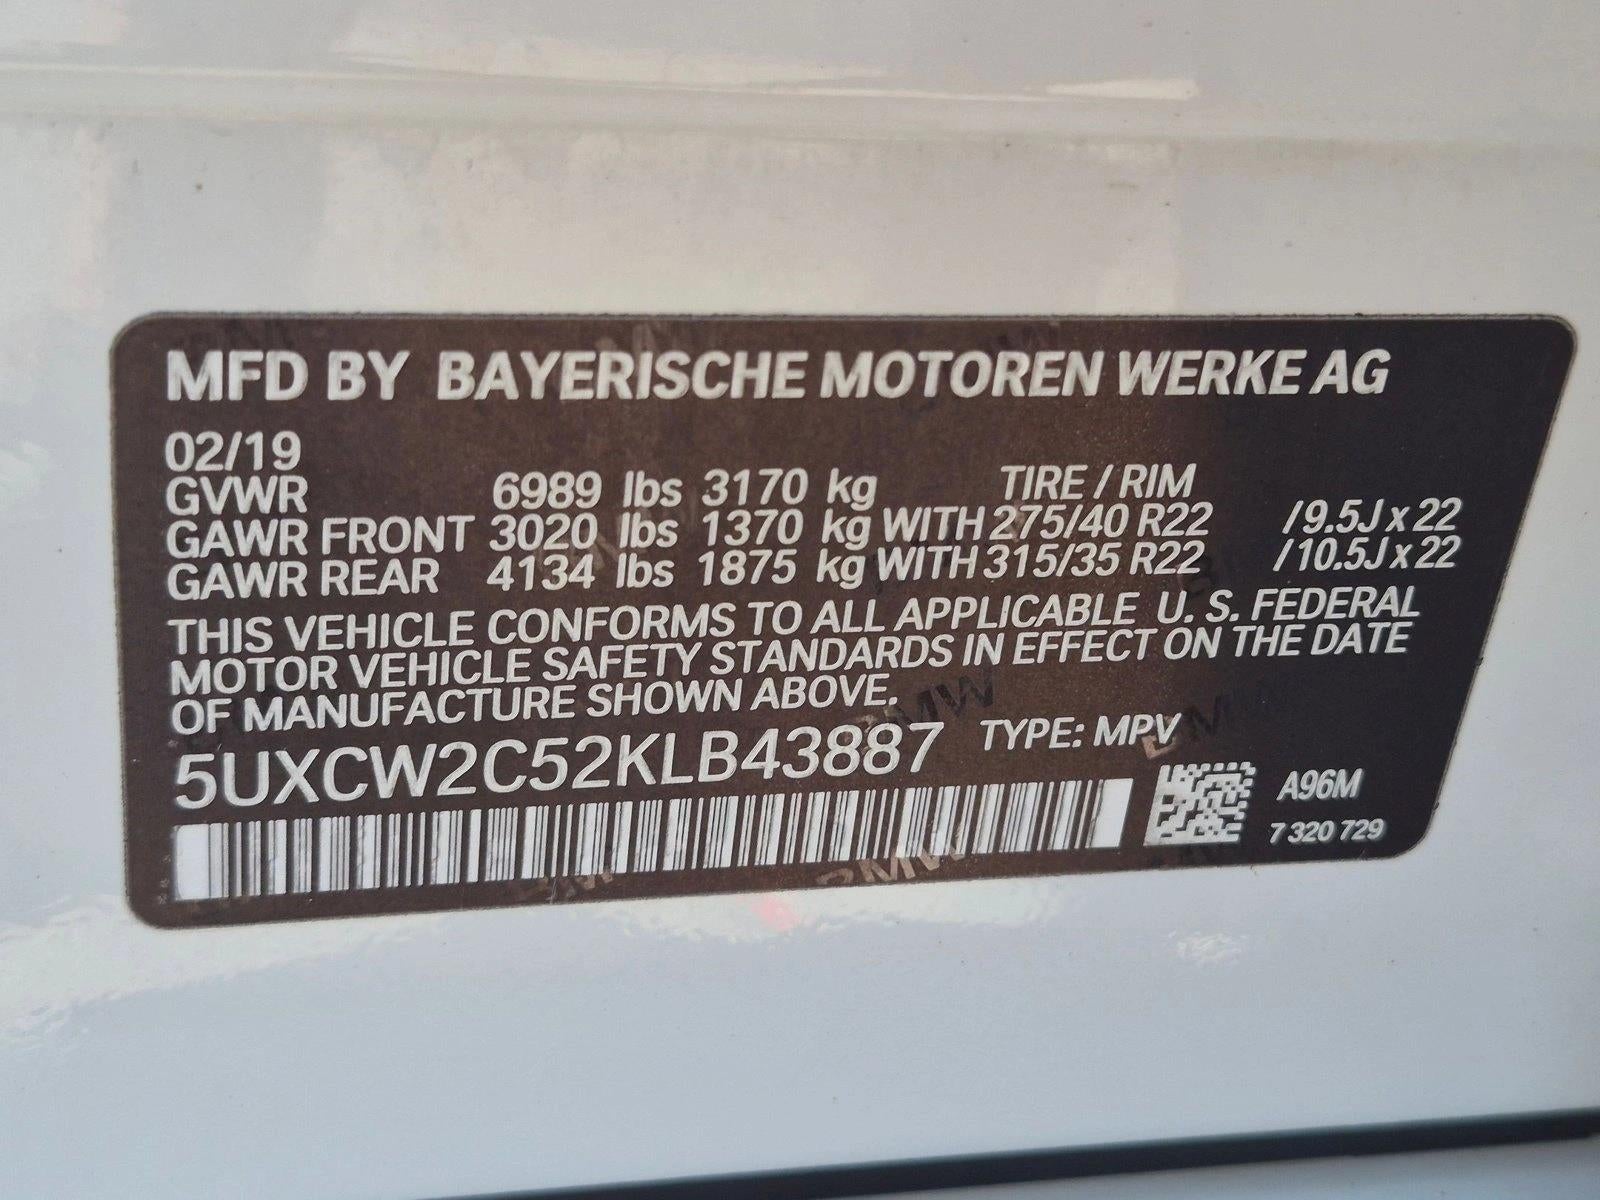 MFD BY BAYERISCHE MOTOREN WERKE AG
02/19
GVWR 6989 lbs 3170 kg TIRE / RIM
GAWR FRONT 3020 lbs 1370 kg WITH 275/40 R22 /9.5J x 22
GAWR REAR 4134 lbs 1875 kg WITH 315/35 R22 /10.5J x 22
THIS VEHICLE CONFORMS TO ALL APPLICABLE U. S. FEDERAL
MOTOR VEHICLE SAFETY STANDARDS IN EFFECT ON THE DATE
OF MANUFACTURE SHOWN ABOVE.
5UXCW2C52KLB43887 TYPE: MPV
A96M
7 320 729